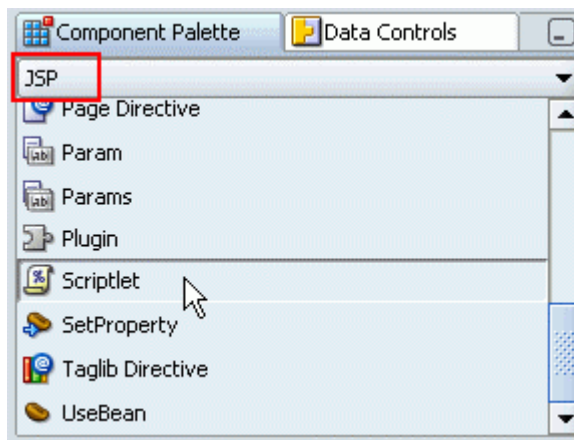 Component Palette Data Controls
JSP
Page Directive
Param
Params
Plugin
Scriptlet
SetProperty
Taglib Directive
UseBean